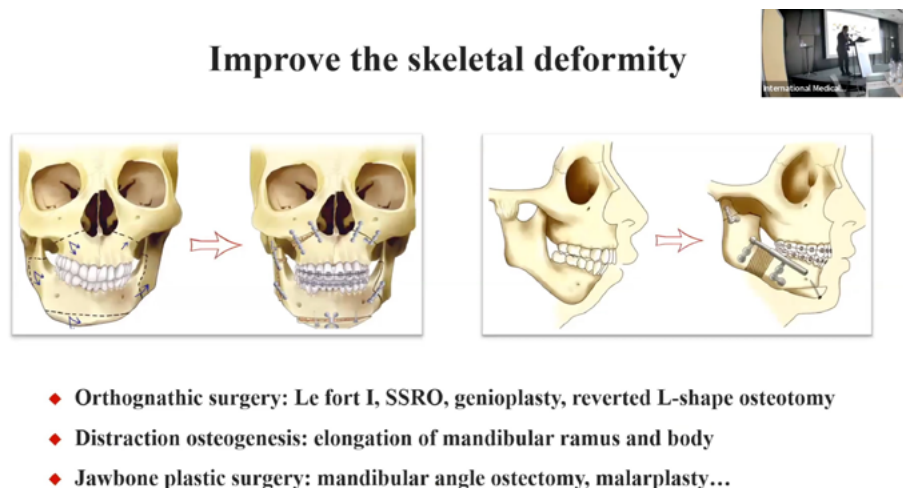 Improve the skeletal deformity
International Medical...
◆ Orthognathic surgery: Le fort I, SSRO, genioplasty, reverted L-shape osteotomy
◆ Distraction osteogenesis: elongation of mandibular ramus and body
◆ Jawbone plastic surgery: mandibular angle ostectomy, malarplasty…